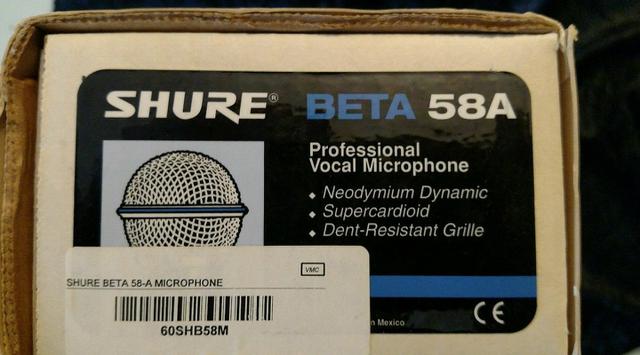 SHURE® BETA 58A
Professional
Vocal Microphone
◆ Neodymium Dynamic
◆ Supercardioid
◆ Dent-Resistant Grille
VMC
SHURE BETA 58-A MICROPHONE
60SHB58M
Mexico
CE